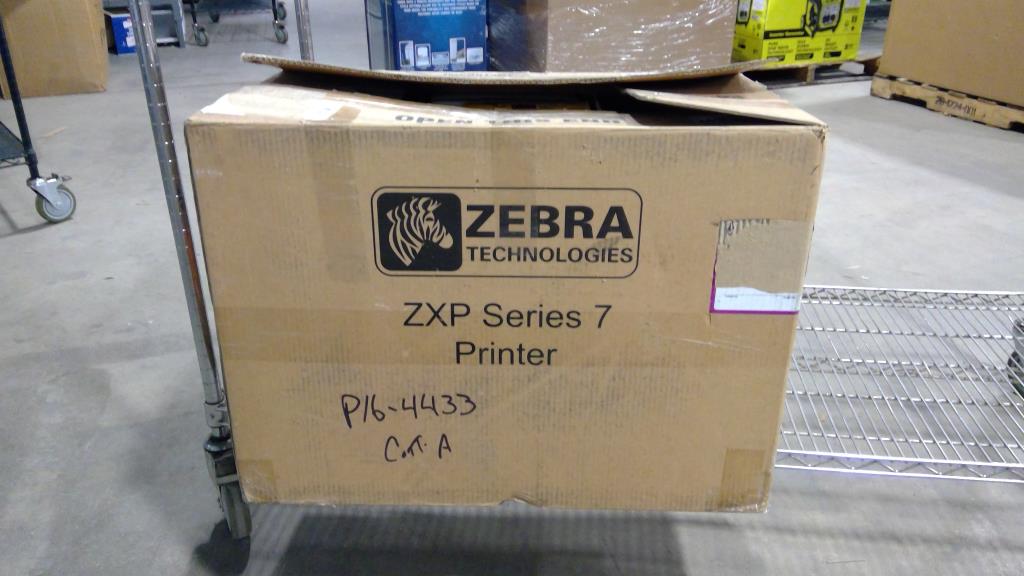 ZEBRA
TECHNOLOGIES
ZXP Series 7
Printer
P16-4433
C.T. A